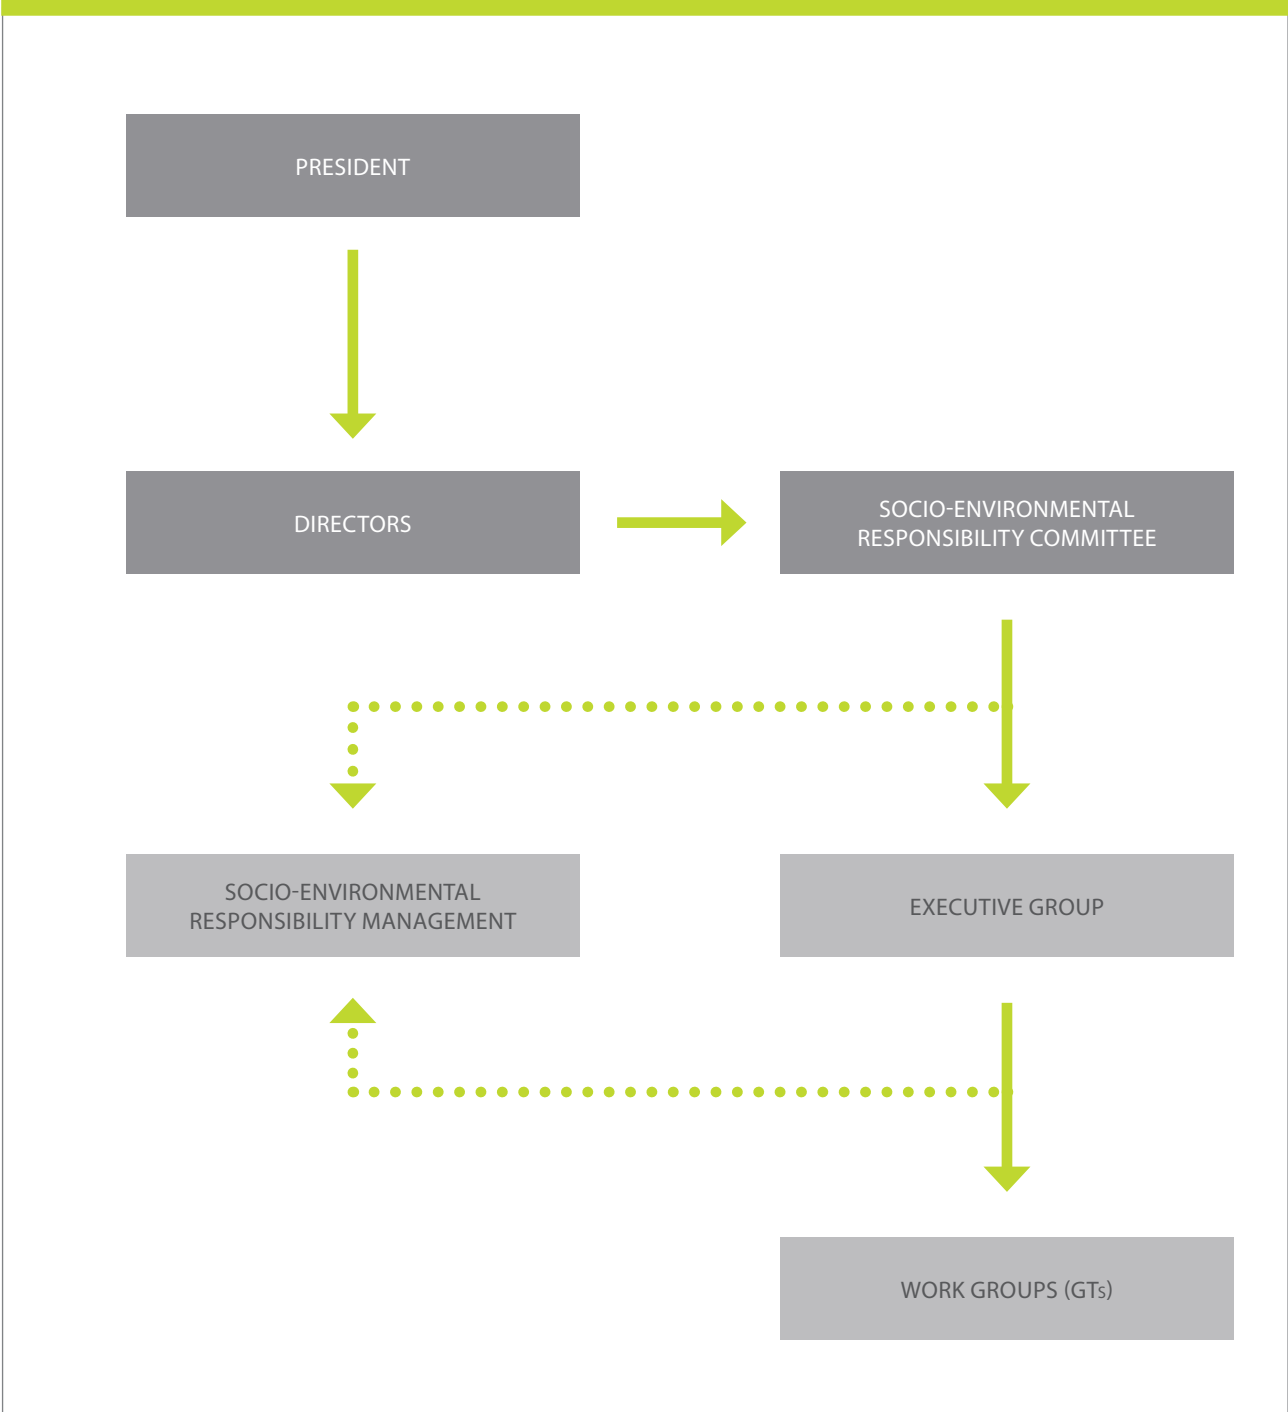 PRESIDENT
DIRECTORS
SOCIO-ENVIRONMENTAL
RESPONSIBILITY COMMITTEE
SOCIO-ENVIRONMENTAL
RESPONSIBILITY MANAGEMENT
EXECUTIVE GROUP
WORK GROUPS (GTs)